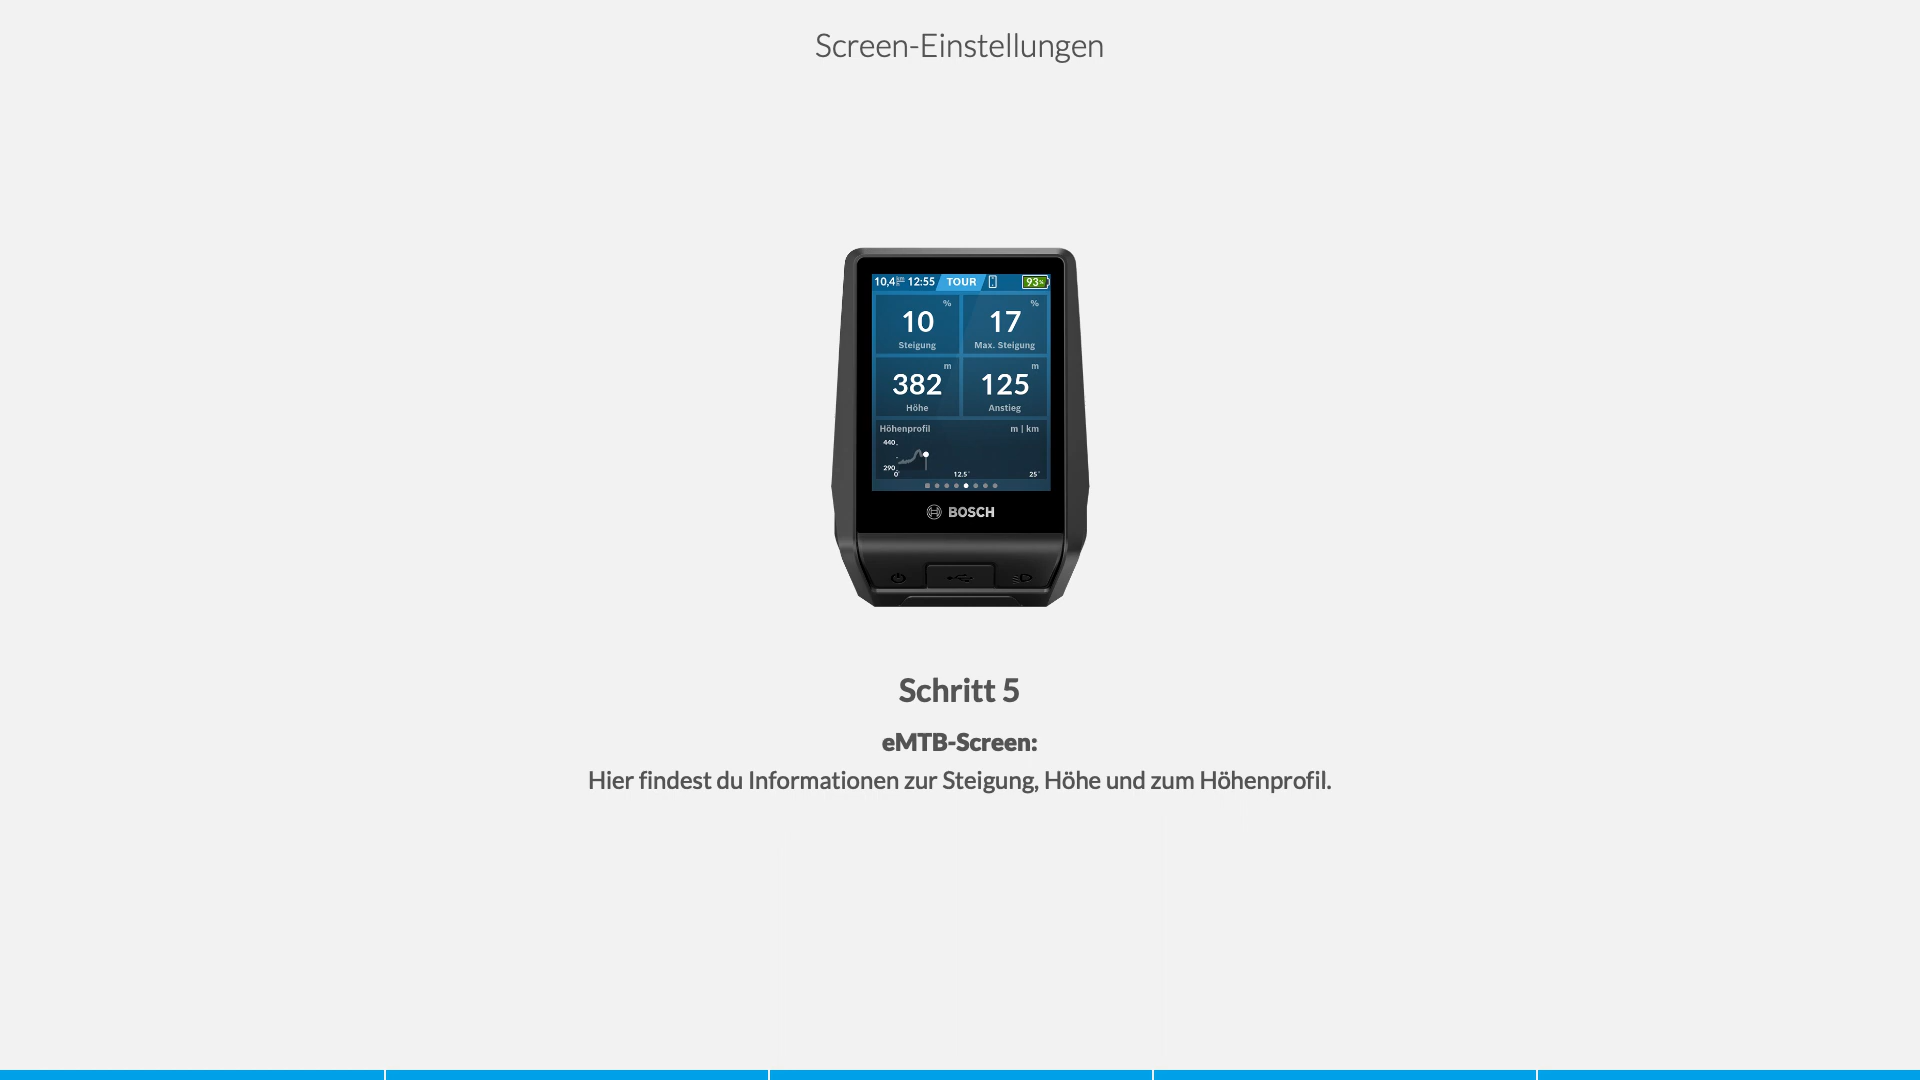 Screen-Einstellungen
10,4 km/h 12:55 TOUR 93%
% %
10 17
Steigung Max. Steigung
m m
382 125
Höhe Anstieg
Höhenprofil m | km
440
290
0 12.5 25
BOSCH
Schritt 5
eMTB-Screen:
Hier findest du Informationen zur Steigung, Höhe und zum Höhenprofil.